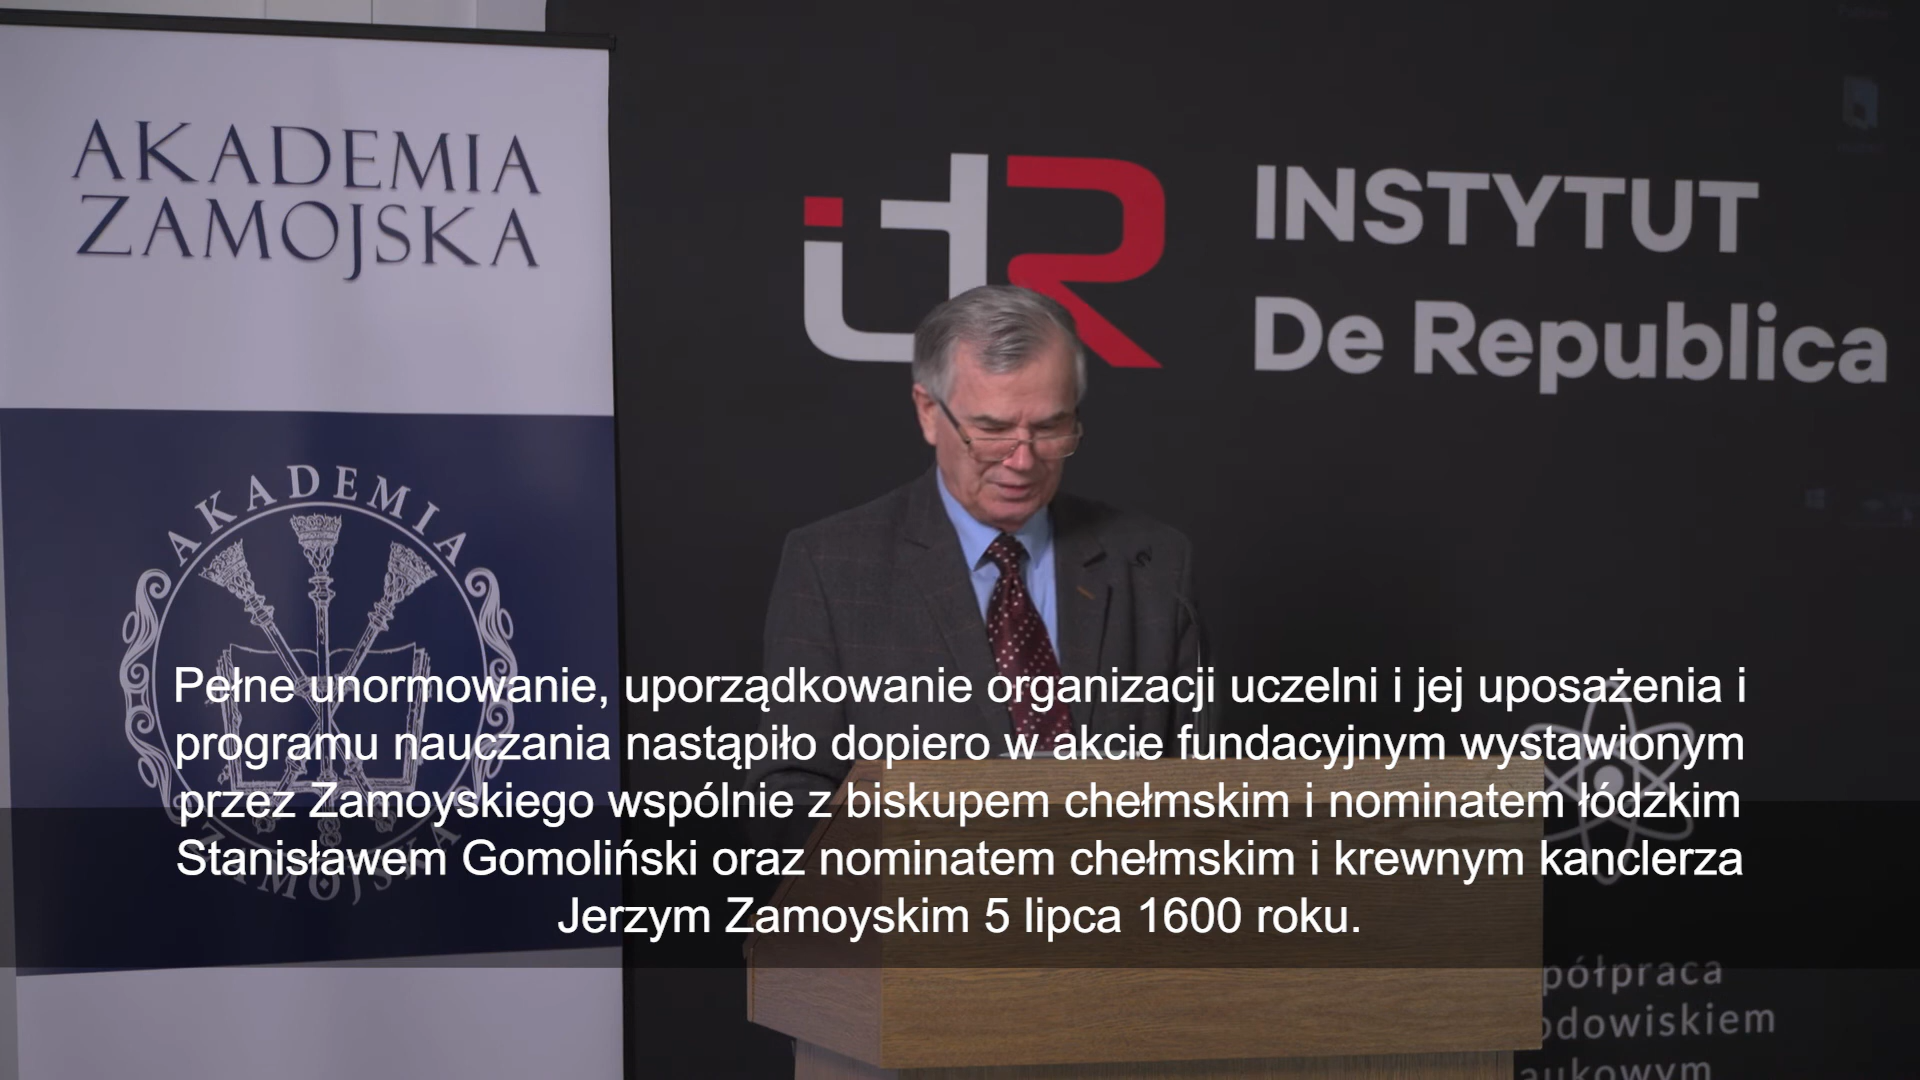 AKADEMIA
ZAMOJSKA
INSTYTUT
De Republica
AKADEMIA
ZAMOJSKA
Pełne unormowanie, uporządkowanie organizacji uczelni i jej uposażenia i
programu nauczania nastąpiło dopiero w akcie fundacyjnym wystawionym
przez Zamoyskiego wspólnie z biskupem chełmskim i nominatem łódzkim
Stanisławem Gomoliński oraz nominatem chełmskim i krewnym kanclerza
Jerzym Zamoyskim 5 lipca 1600 roku.
półpraca
odowiskiem
aukowym